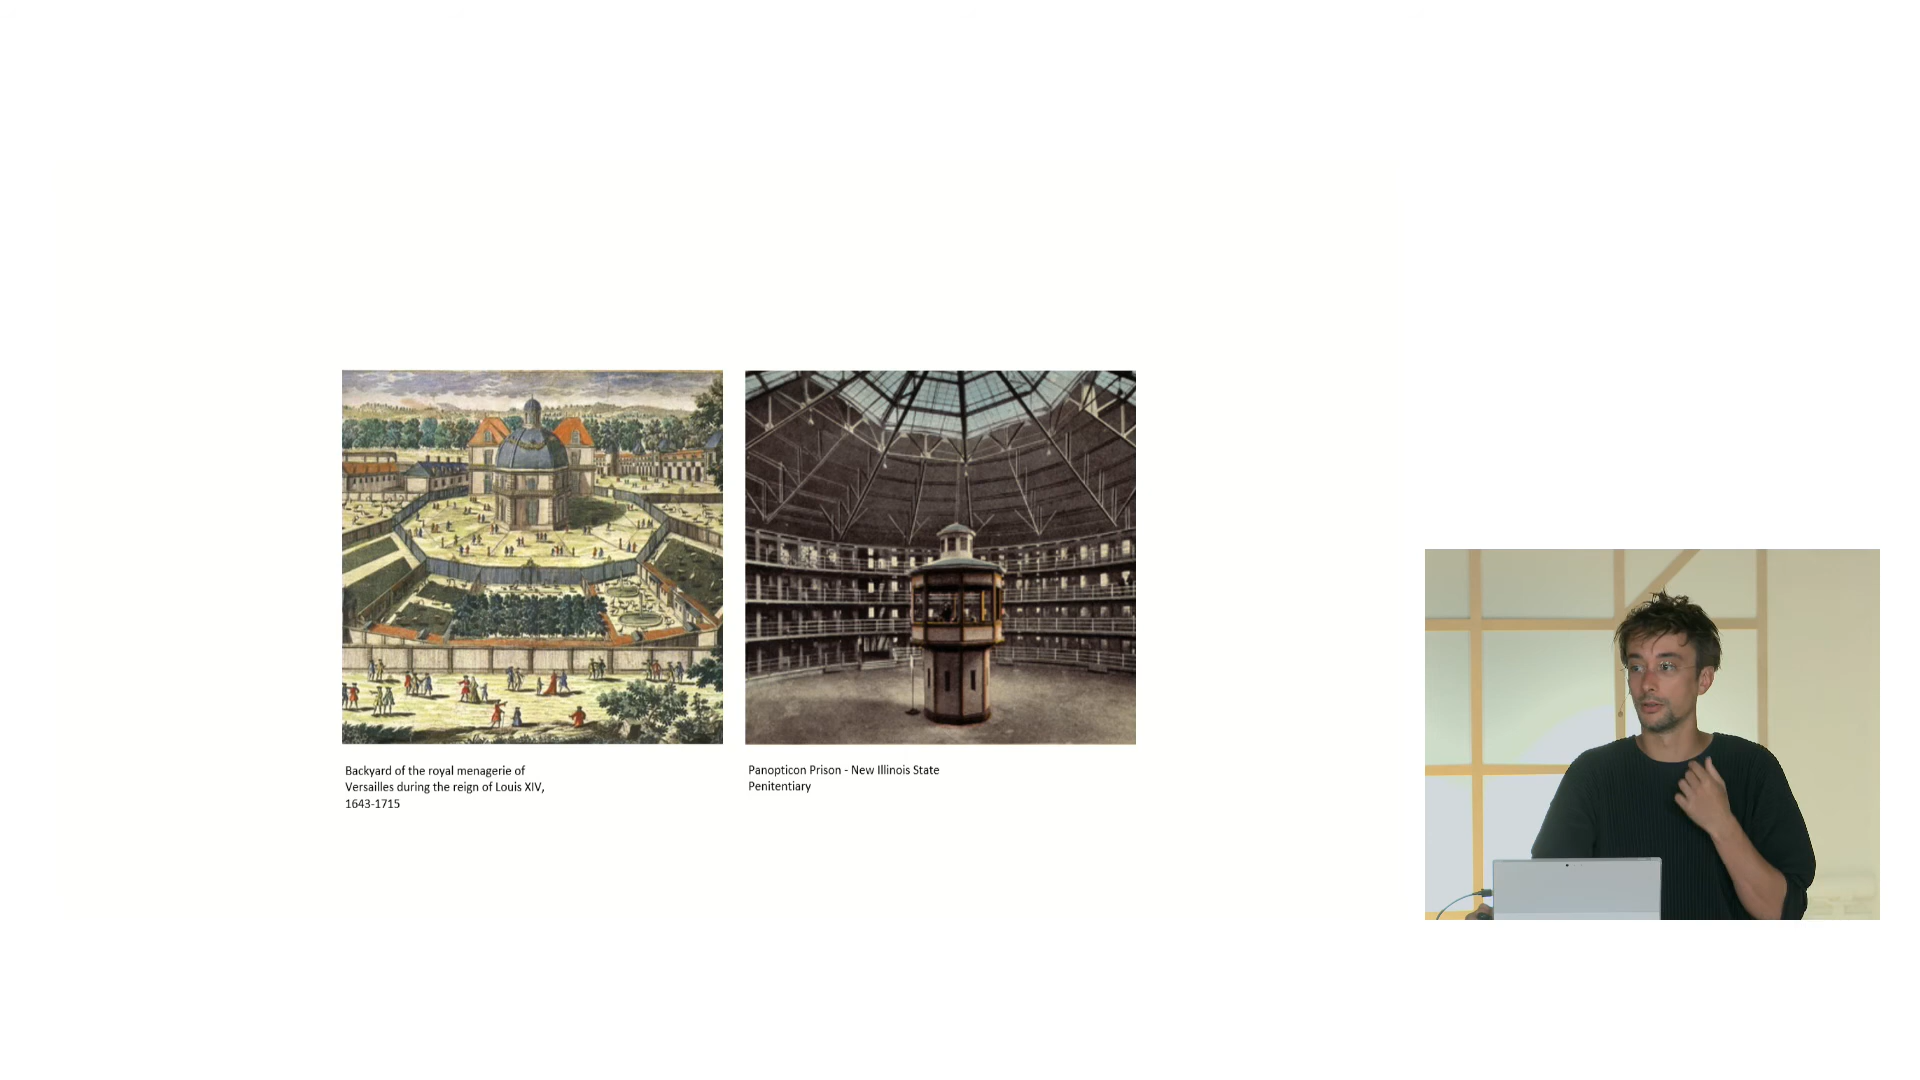 Backyard of the royal menagerie of
Versailles during the reign of Louis XIV,
1643-1715
Panopticon Prison - New Illinois State
Penitentiary